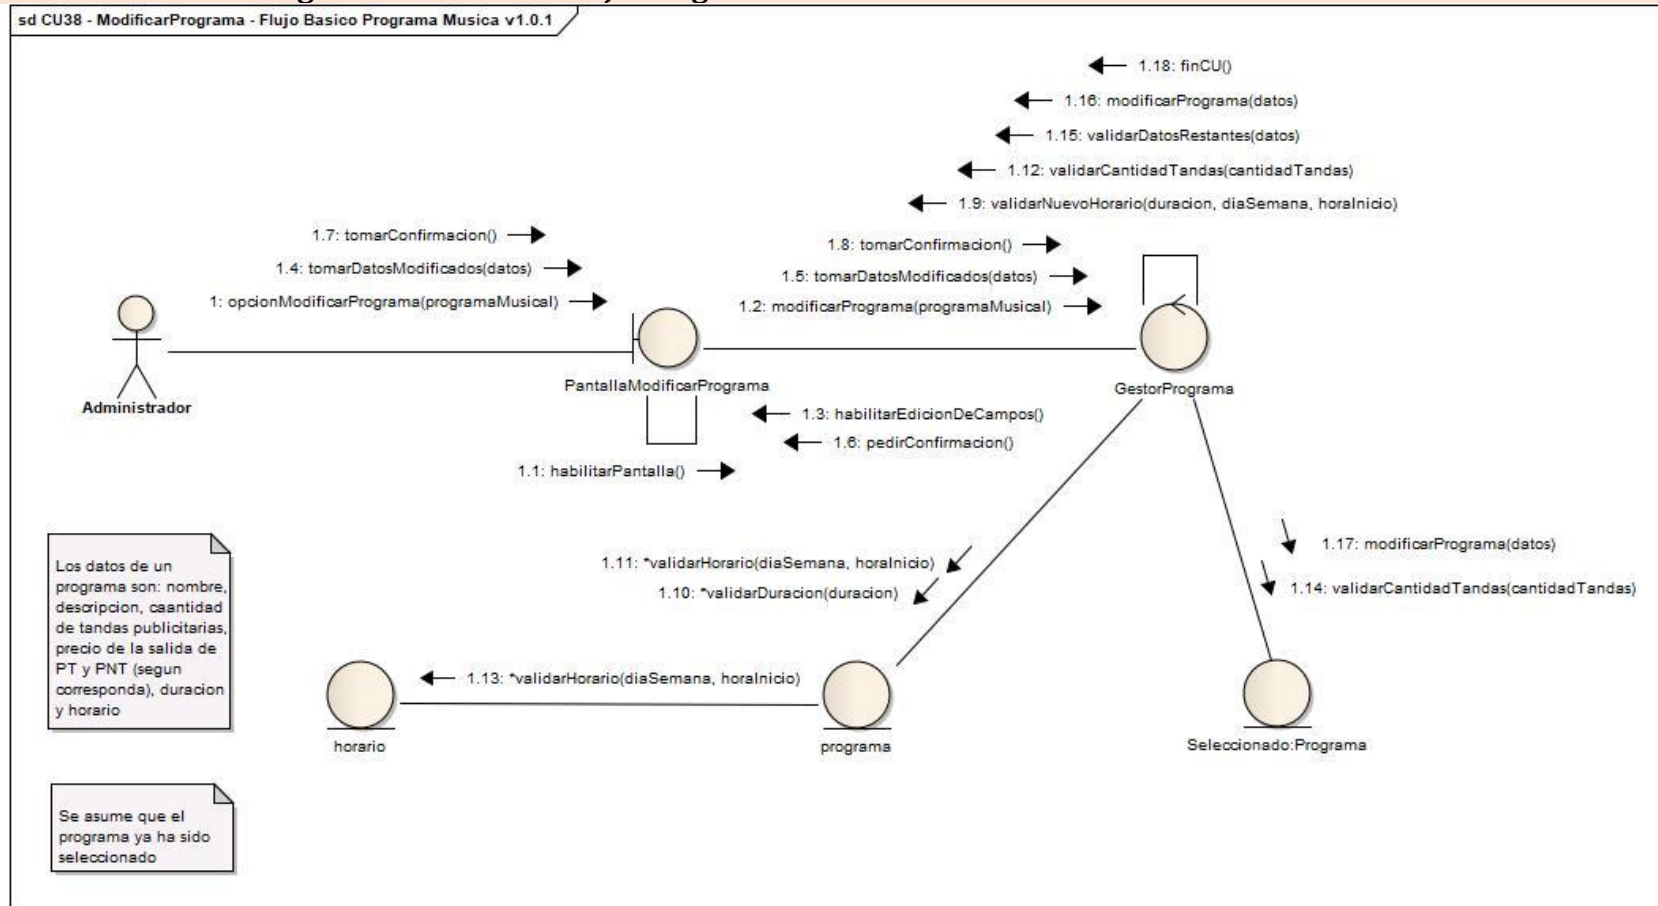 sd CU38 - ModificarPrograma - Flujo Basico Programa Musica v1.0.1
1.18: finCU()
1.16: modificarPrograma(datos)
1.15: validarDatosRestantes(datos)
1.12: validarCantidadTandas(cantidadTandas)
1.9: validarNuevoHorario(duracion, diaSemana, horaInicio)
1.7: tomarConfirmacion()
1.4: tomarDatosModificados(datos)
1: opcionModificarPrograma(programaMusical)
1.8: tomarConfirmacion()
1.5: tomarDatosModificados(datos)
1.2: modificarPrograma(programaMusical)
Administrador
PantallaModificarPrograma
GestorPrograma
1.3: habilitarEdicionDeCampos()
1.6: pedirConfirmacion()
1.1: habilitarPantalla()
Los datos de un
programa son: nombre,
descripcion, caantidad
de tandas publicitarias,
precio de la salida de
PT y PNT (segun
corresponda), duracion
y horario
1.11: *validarHorario(diaSemana, horaInicio)
1.10: *validarDuracion(duracion)
1.17: modificarPrograma(datos)
1.14: validarCantidadTandas(cantidadTandas)
1.13: *validarHorario(diaSemana, horaInicio)
horario
programa
Seleccionado:Programa
Se asume que el
programa ya ha sido
seleccionado